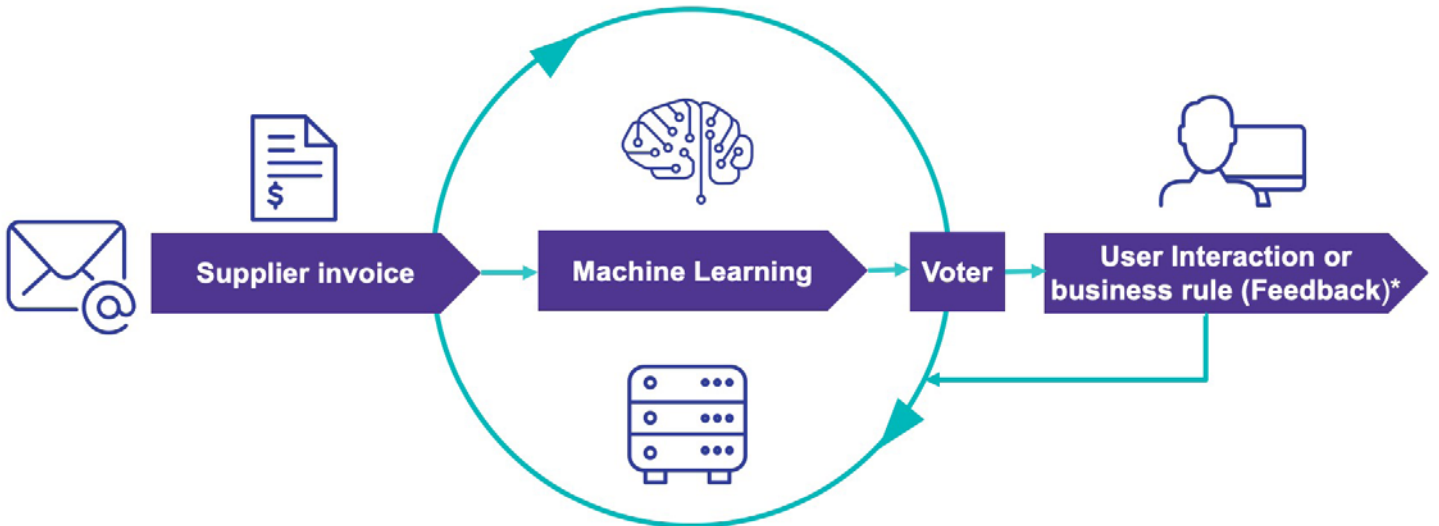 $
@
Supplier invoice
Machine Learning
Voter
User Interaction or
business rule (Feedback)*